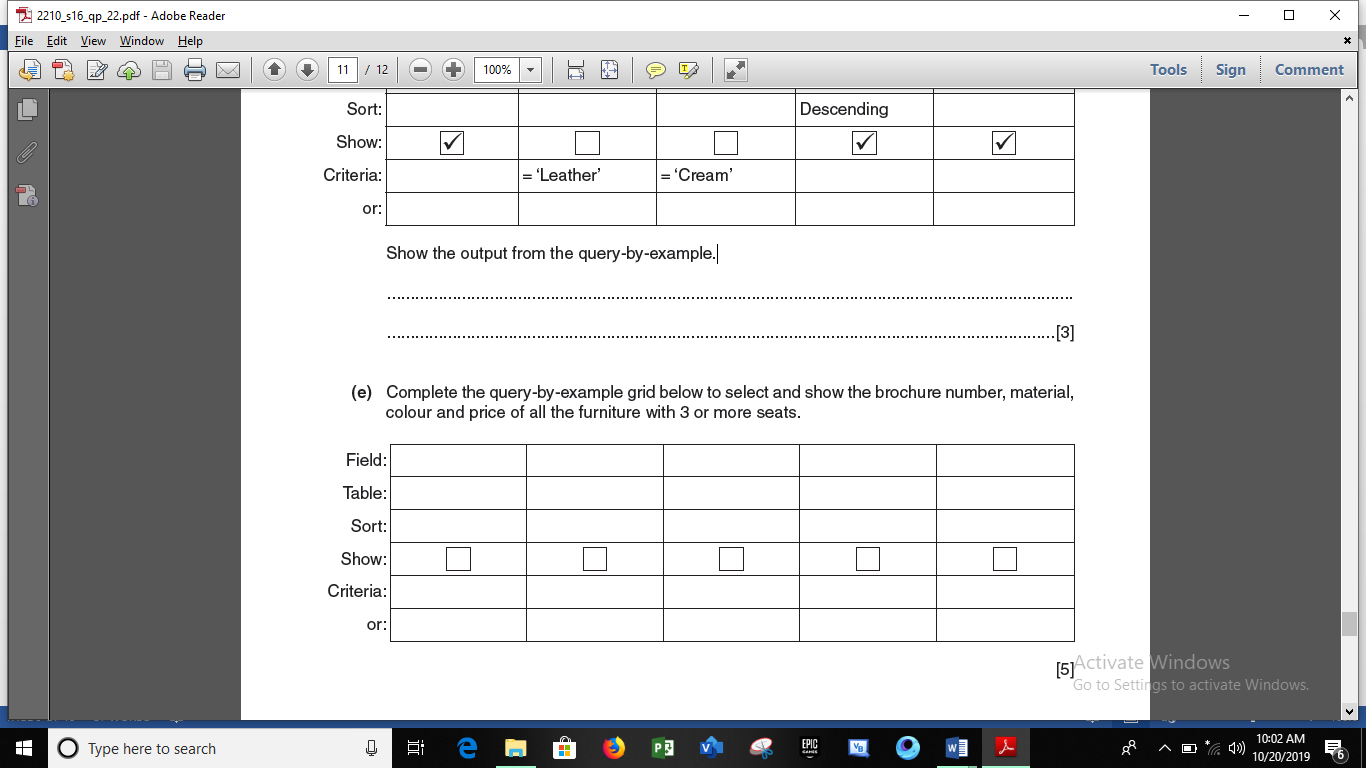 2210_s16_qp_22.pdf - Adobe Reader
File Edit View Window Help
11 / 12 100% Tools Sign Comment
Sort: Descending
Show:
Criteria: = ‘Leather’ = ‘Cream’
or:
Show the output from the query-by-example.
..........................................................................................................................................
.......................................................................................................................................[3]
(e) Complete the query-by-example grid below to select and show the brochure number, material,
colour and price of all the furniture with 3 or more seats.
Field:
Table:
Sort:
Show:
Criteria:
or:
[5]
Activate Windows
Go to Settings to activate Windows.
Type here to search
10:02 AM
10/20/2019
6